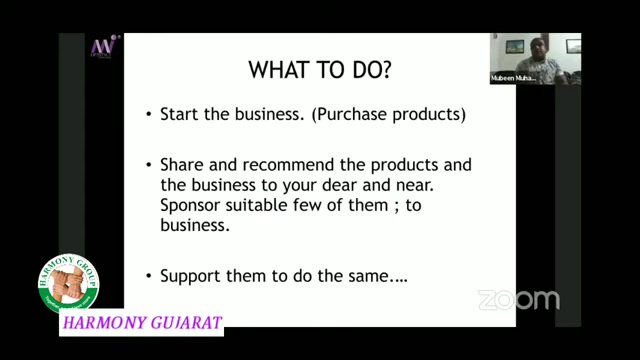 WHAT TO DO?
Mubeen Muha...
• Start the business. (Purchase products)
• Share and recommend the products and
the business to your dear and near.
Sponsor suitable few of them ; to
business.
• Support them to do the same.…
HARMONY GROUP
zoom
HARMONY GUJARAT